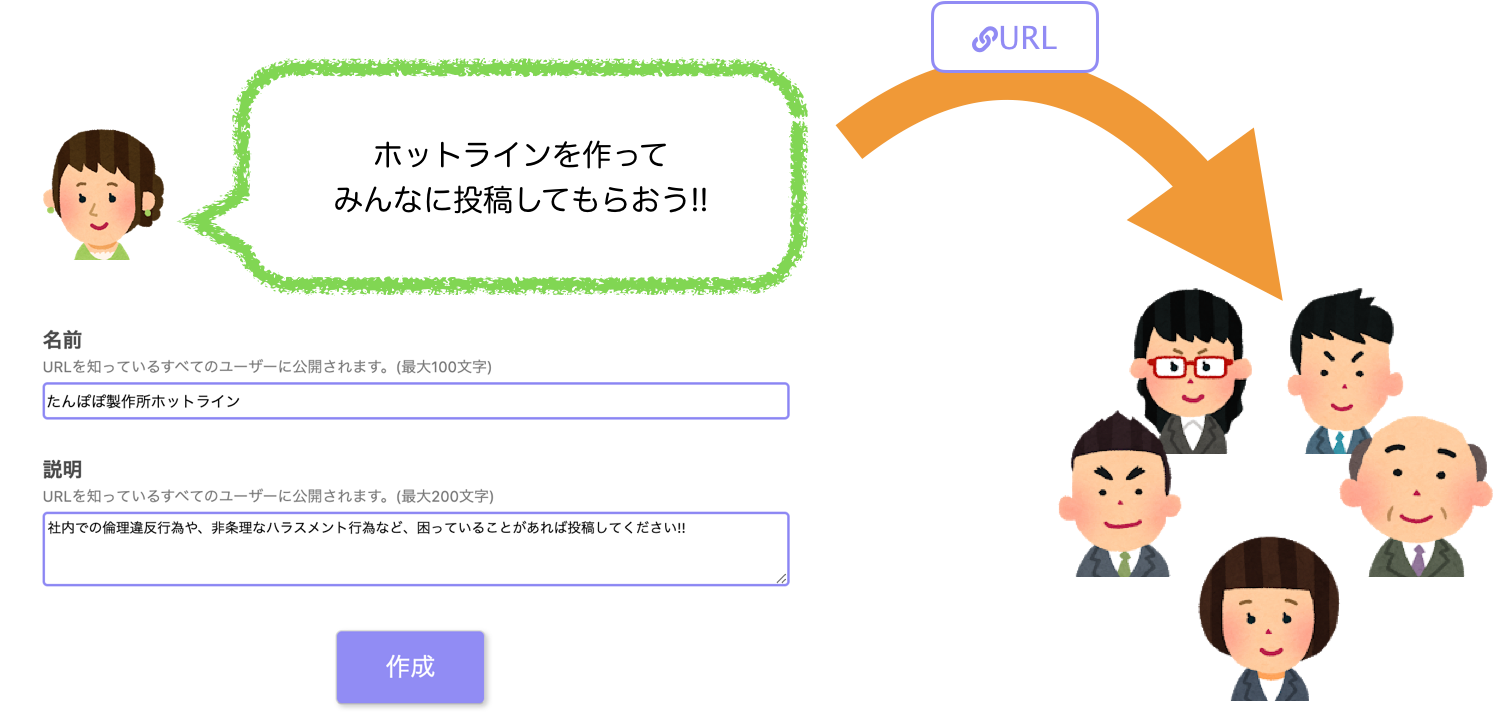 URL
ホットラインを作って
みんなに投稿してもらおう!!
名前
URLを知っているすべてのユーザーに公開されます。(最大100文字)
たんぽぽ製作所ホットライン
説明
URLを知っているすべてのユーザーに公開されます。(最大200文字)
社内での倫理違反行為や、非条理なハラスメント行為など、困っていることがあれば投稿してください!!
作成